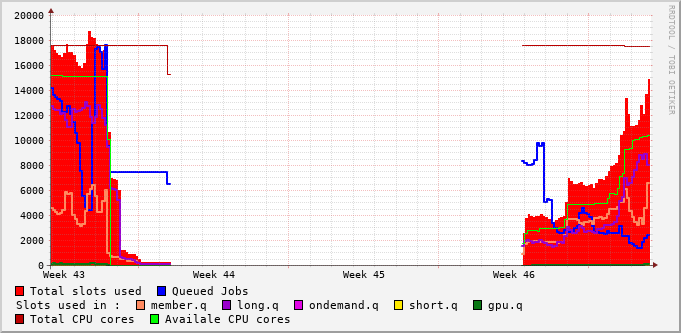 20000
18000
16000
14000
12000
10000
8000
6000
4000
2000
0
Week 43 Week 44 Week 45 Week 46
RRDTOOL / TOBI OETIKER
Total slots used Queued Jobs
Slots used in : member.q long.q ondemand.q short.q gpu.q
Total CPU cores Availale CPU cores